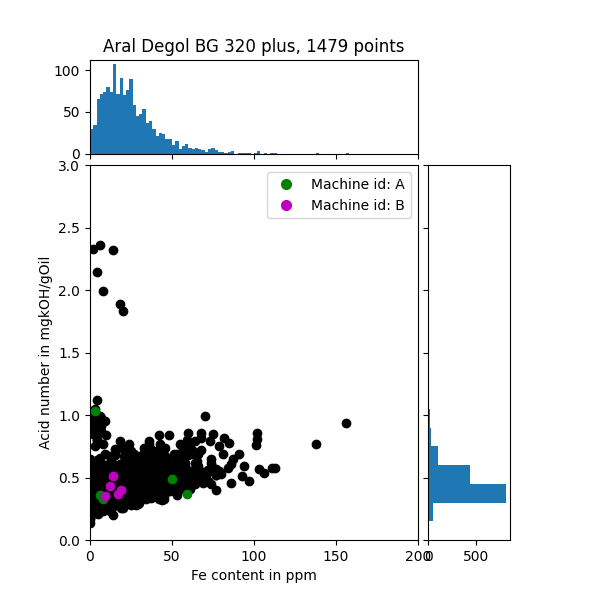 Aral Degol BG 320 plus, 1479 points
100
50
0
3.0
2.5
2.0
1.5
1.0
0.5
0.0
Acid number in mgkOH/gOil
Machine id: A
Machine id: B
0 50 100 150 200
0 500
Fe content in ppm